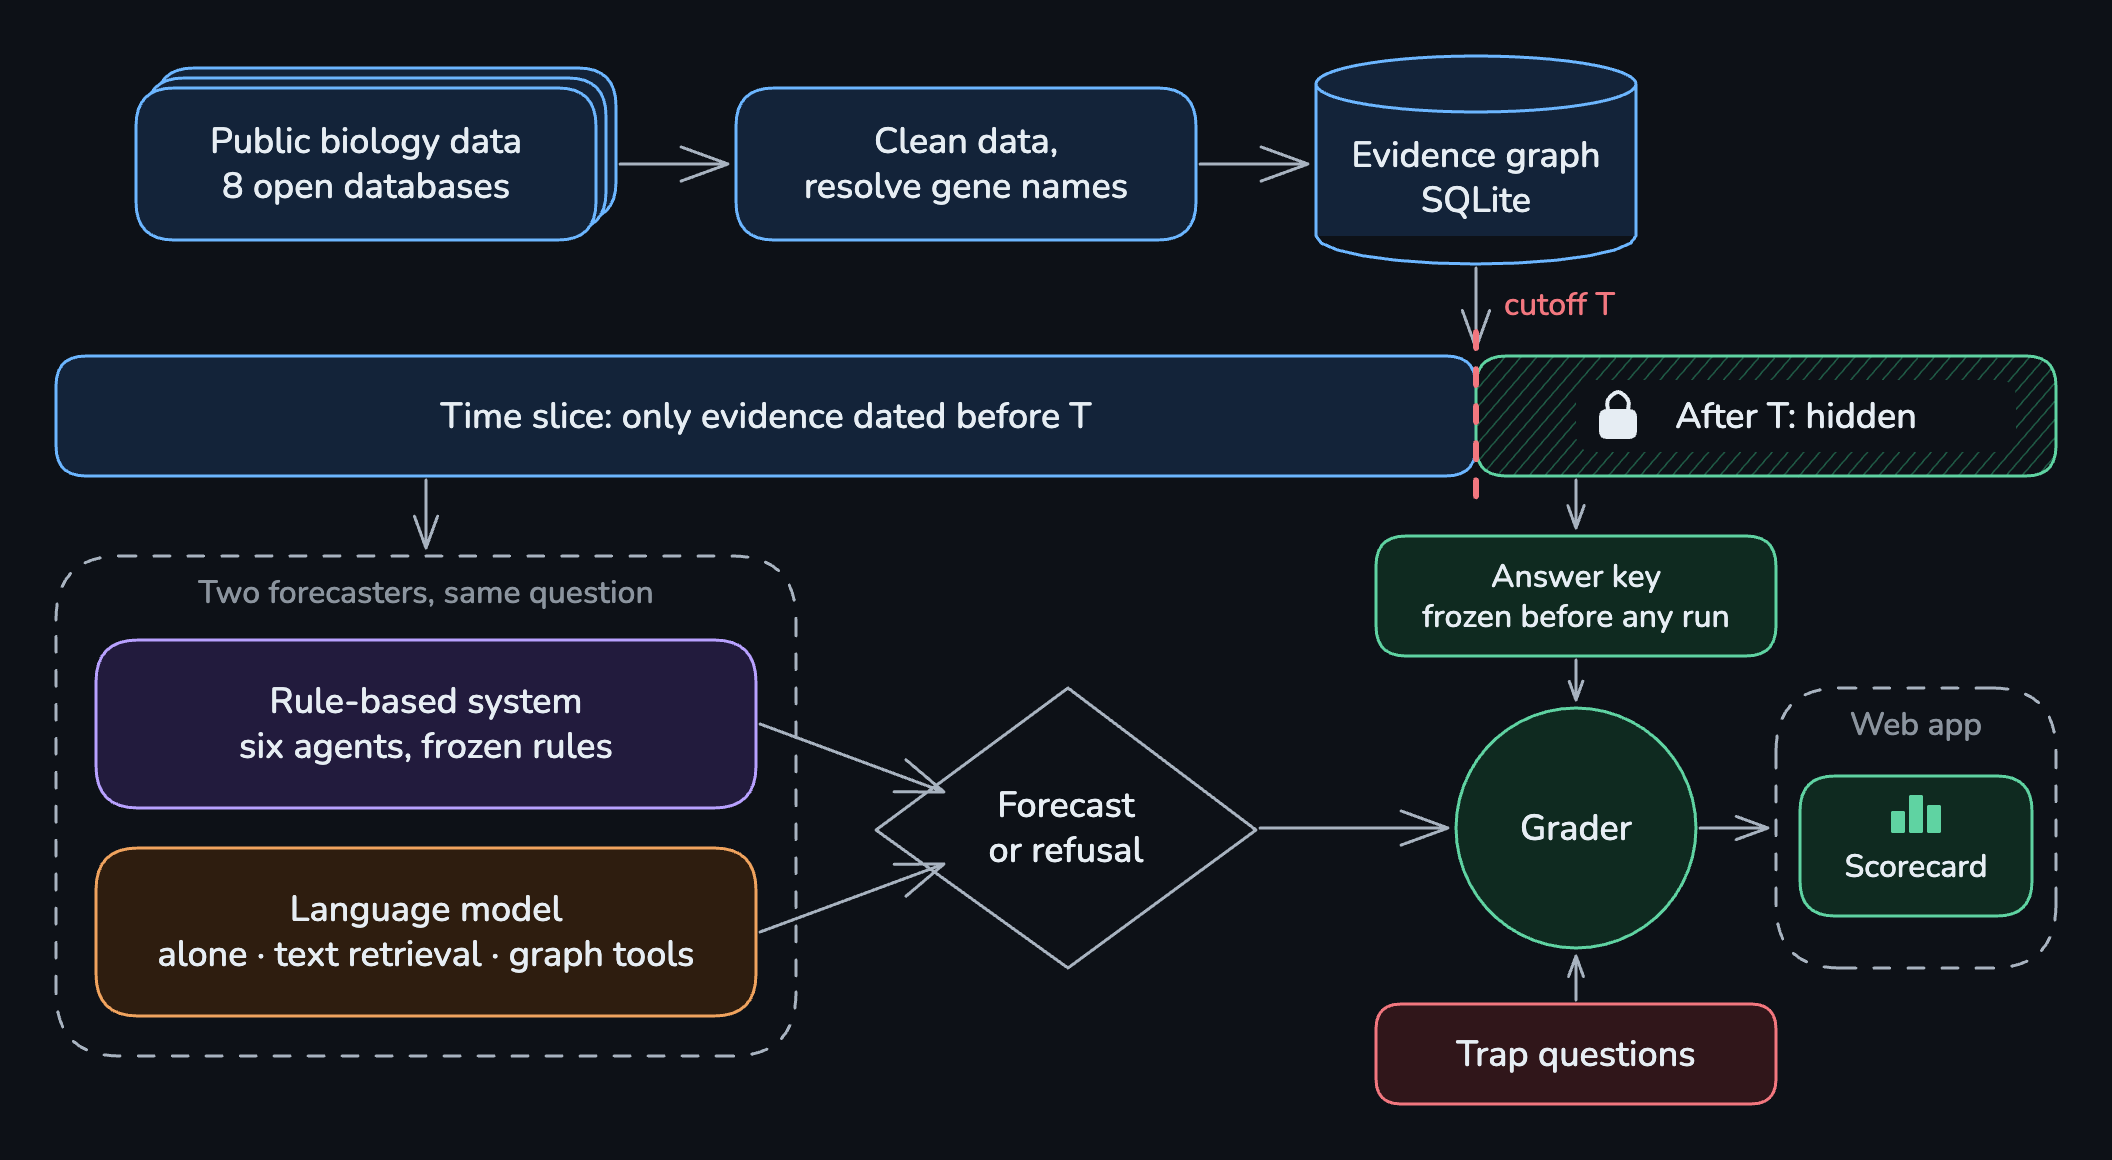 Public biology data
8 open databases
Clean data,
resolve gene names
Evidence graph
SQLite
cutoff T
Time slice: only evidence dated before T
After T: hidden
Two forecasters, same question
Rule-based system
six agents, frozen rules
Language model
alone · text retrieval · graph tools
Forecast
or refusal
Answer key
frozen before any run
Grader
Web app
Scorecard
Trap questions